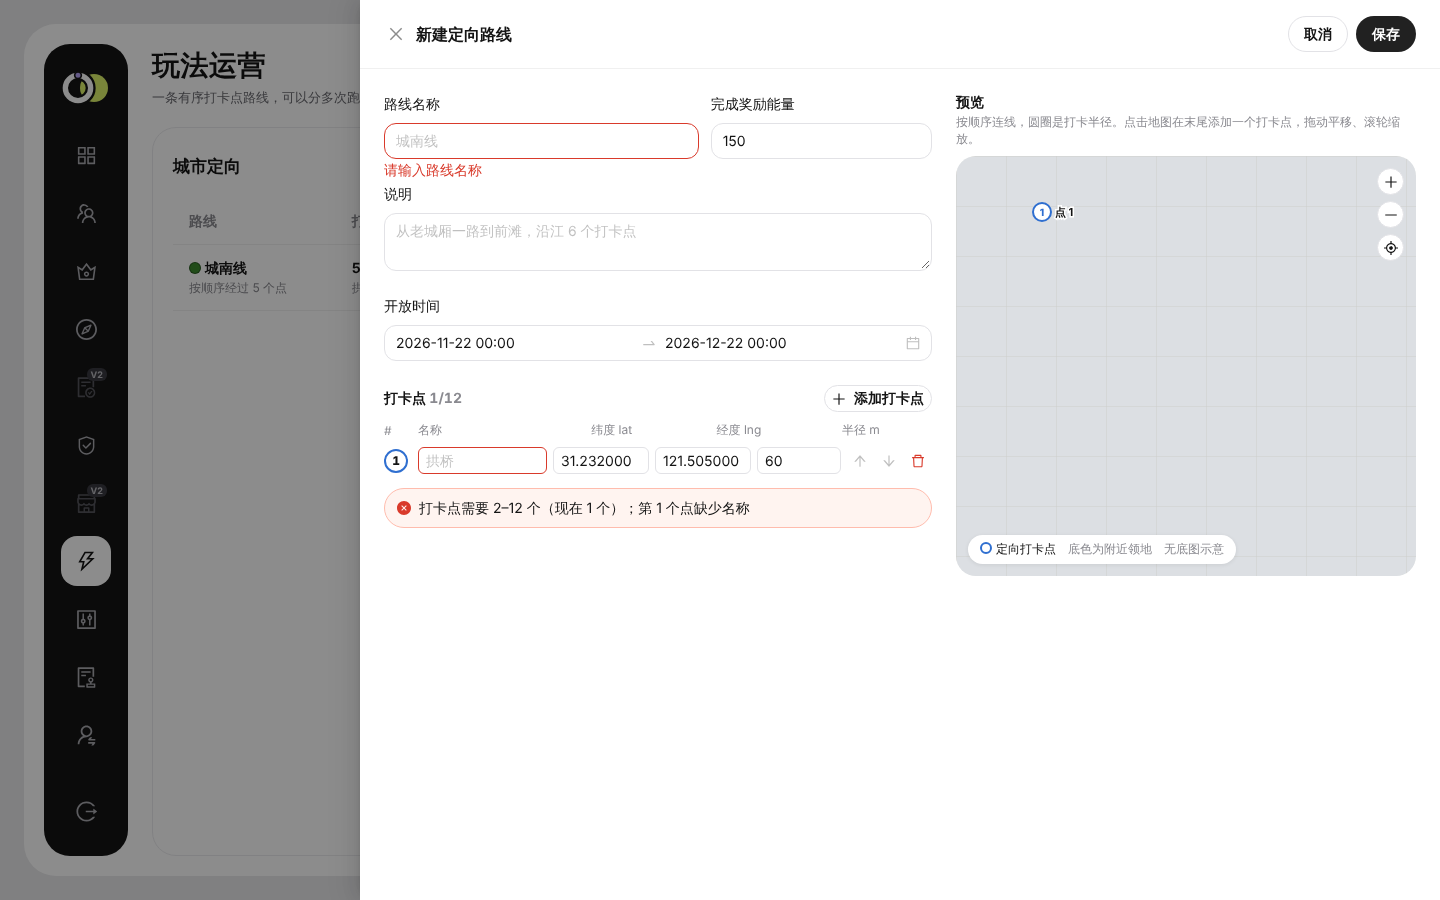 玩法运营
一条有序打卡点路线，可以分多次跑
城市定向
路线
城南线
按顺序经过 5 个点
5
V2
V2
新建定向路线
取消
保存
路线名称
完成奖励能量
城南线
150
请输入路线名称
说明
从老城厢一路到前滩，沿江 6 个打卡点
开放时间
2026-11-22 00:00
2026-12-22 00:00
打卡点 1/12
添加打卡点
# 名称 纬度 lat 经度 lng 半径 m
1 拱桥 31.232000 121.505000 60
打卡点需要 2–12 个（现在 1 个）；第 1 个点缺少名称
预览
按顺序连线，圆圈是打卡半径。点击地图在末尾添加一个打卡点，拖动平移、滚轮缩
放。
1 点 1
定向打卡点 底色为附近领地 无底图示意